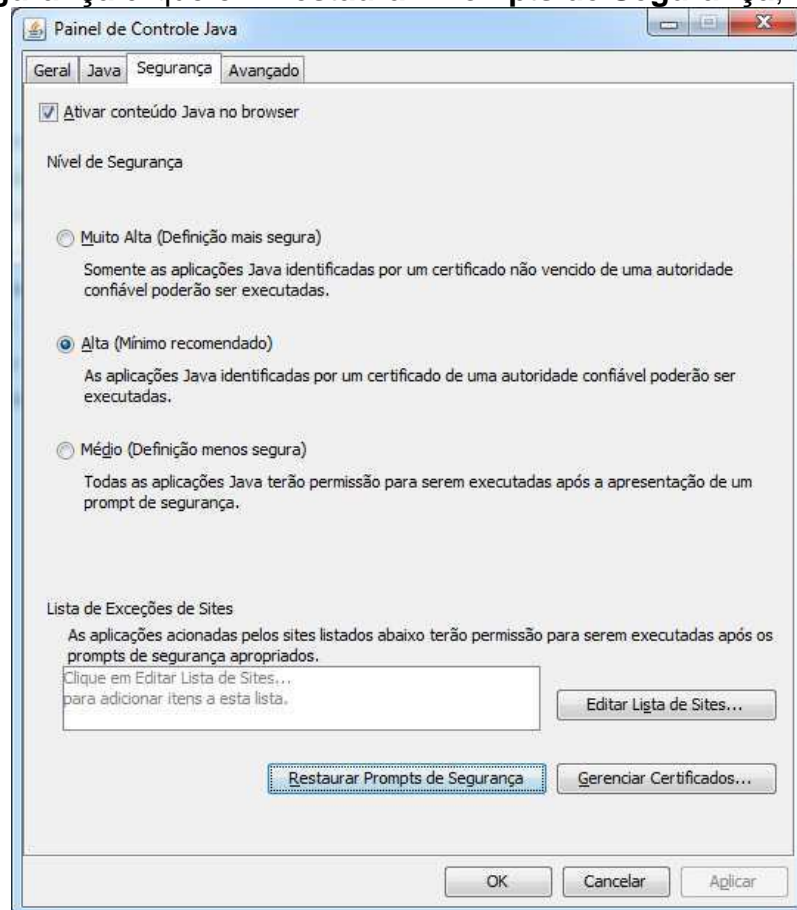 Segurança,
Painel de Controle Java
Geral Java Segurança Avançado
Ativar conteúdo Java no browser
Nível de Segurança
Muito Alta (Definição mais segura)
Somente as aplicações Java identificadas por um certificado não vencido de uma autoridade
confiável poderão ser executadas.
Alta (Mínimo recomendado)
As aplicações Java identificadas por um certificado de uma autoridade confiável poderão ser
executadas.
Médio (Definição menos segura)
Todas as aplicações Java terão permissão para serem executadas após a apresentação de um
prompt de segurança.
Lista de Exceções de Sites
As aplicações acionadas pelos sites listados abaixo terão permissão para serem executadas após os
prompts de segurança apropriados.
Clique em Editar Lista de Sites...
para adicionar itens a esta lista.
Editar Lista de Sites...
Restaurar Prompts de Segurança Gerenciar Certificados...
OK Cancelar Aplicar